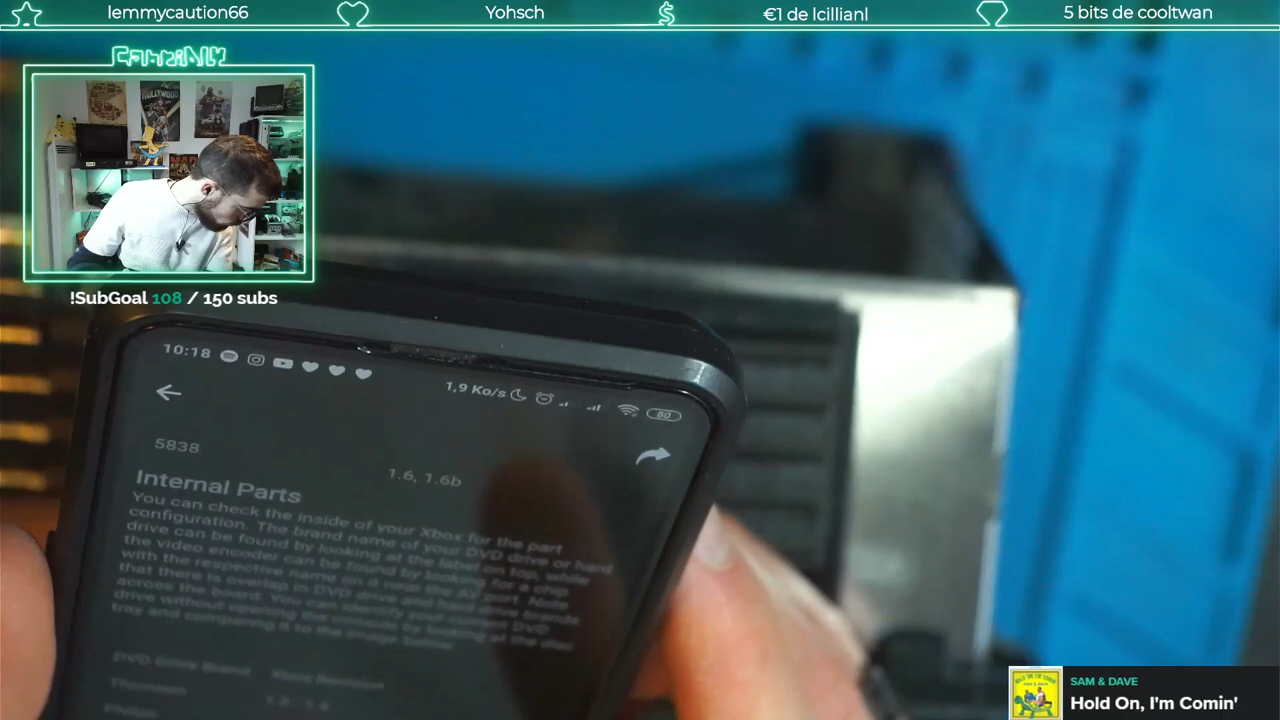 lemmycaution66
Yohsch
€1 de lcillianl
5 bits de cooltwan
!SubGoal 108 / 150 subs
10:18
1,9 Ko/s
80
5838
1.6, 1.6b
Internal Parts
You can check the inside of your Xbox for the part
configuration. The brand name of your DVD drive or hard
drive can be found by looking at the label on top, while
the video encoder can be found by looking for a chip
with the respective name on it near the AV port. Note
that there is overlap in DVD drive and hard drive brands
across the board. You can identify your current DVD
drive without opening the console by looking at the disc
tray and comparing it to the image below
DVD Drive Brand
Thomson
Philips
SAM & DAVE
Hold On, I'm Comin'